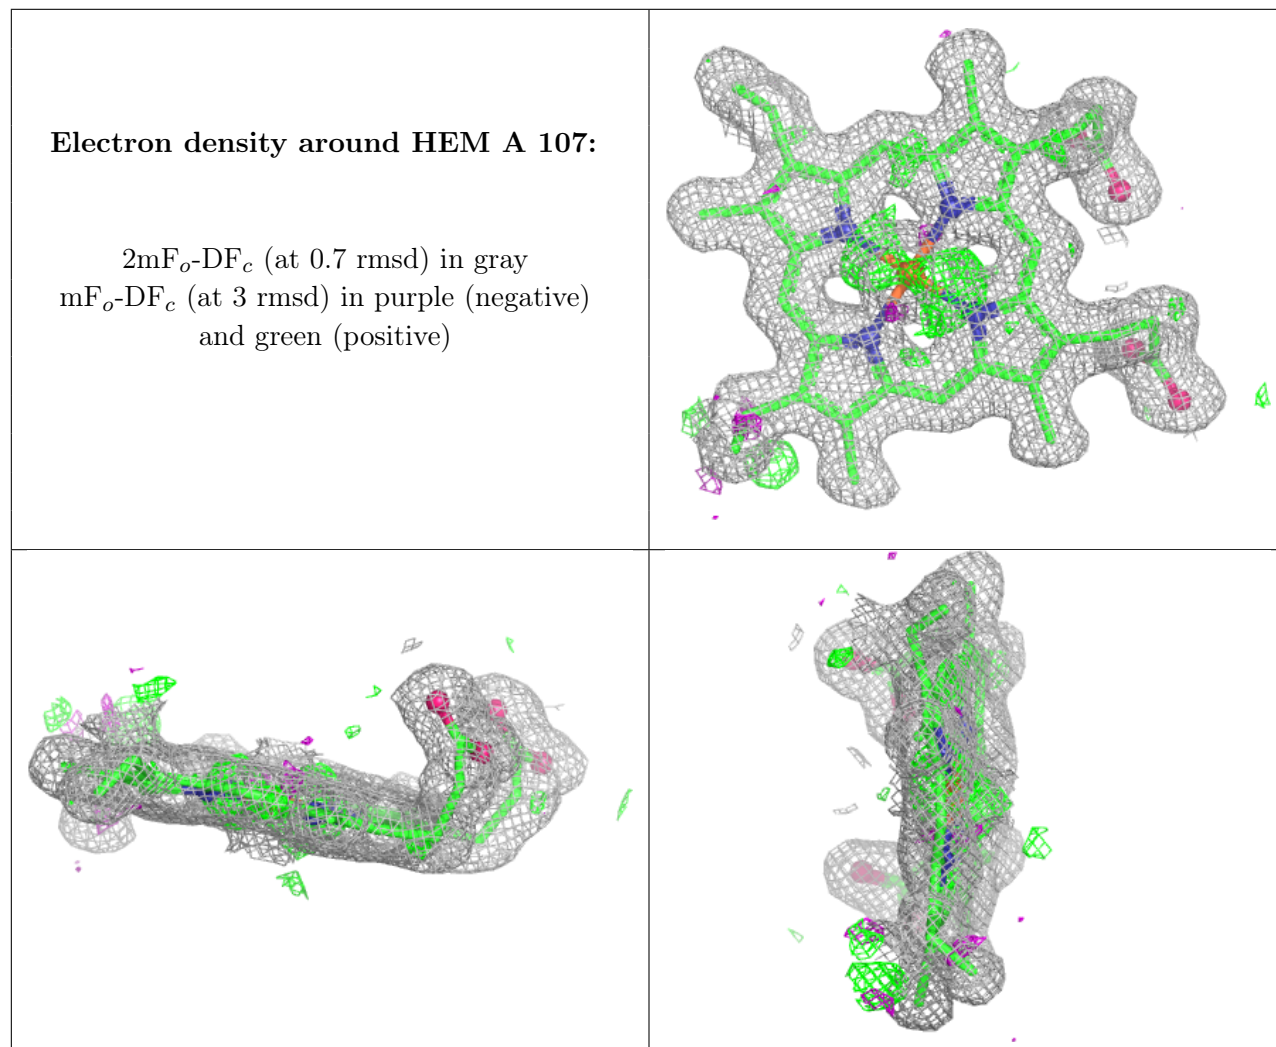 Electron density around HEM A 107:
2mFo-DFc (at 0.7 rmsd) in gray
mFo-DFc (at 3 rmsd) in purple (negative)
and green (positive)